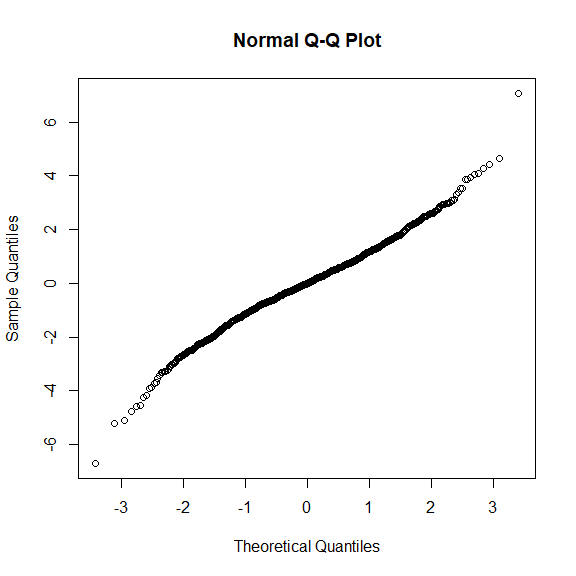 Normal Q-Q Plot
Sample Quantiles
6
4
2
0
-2
-4
-6
-3 -2 -1 0 1 2 3
Theoretical Quantiles